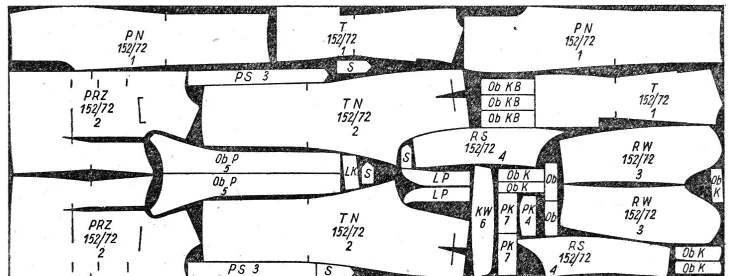 PN
152/72
1
T
152/72
1
PN
152/72
1
PS 3
S
PRZ
152/72
2
TN
152/72
2
Ob KB
Ob KB
Ob KB
T
152/72
1
RS
152/72
4
RW
152/72
3
Ob P
5
Ob P
5
LK
S
S
LP
LP
Ob K
Ob K
Ob
Ob
K
KW
6
PK
7
PK
4
PK
7
Ob
RW
152/72
3
PRZ
152/72
2
TN
152/72
2
RS
152/72
4
Ob K
Ob K
PS 3
S